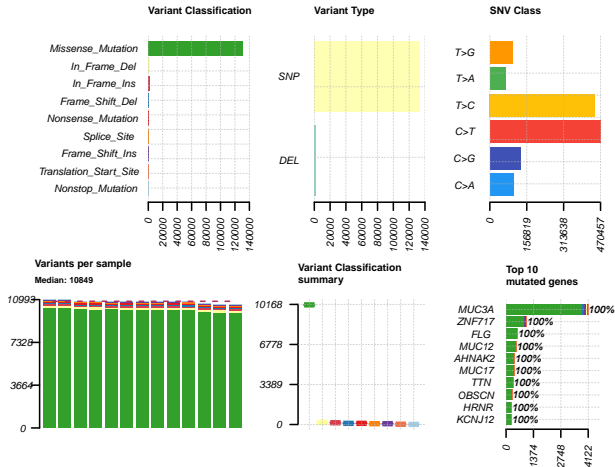 Variant Classification
Missense_Mutation
In_Frame_Del
In_Frame_Ins
Frame_Shift_Del
Nonsense_Mutation
Splice_Site
Frame_Shift_Ins
Translation_Start_Site
Nonstop_Mutation
0
20000
40000
60000
80000
100000
120000
140000
Variant Type
SNP
DEL
0
20000
40000
60000
80000
100000
120000
140000
SNV Class
T>G
T>A
T>C
C>T
C>G
C>A
0
156819
313638
470457
Variants per sample
Median: 10849
10993
7328
3664
0
Variant Classification
summary
10168
6778
3389
0
Top 10
mutated genes
MUC3A 100%
ZNF717 100%
FLG 100%
MUC12 100%
AHNAK2 100%
MUC17 100%
TTN 100%
OBSCN 100%
HRNR 100%
KCNJ12 100%
0
1374
2748
4122